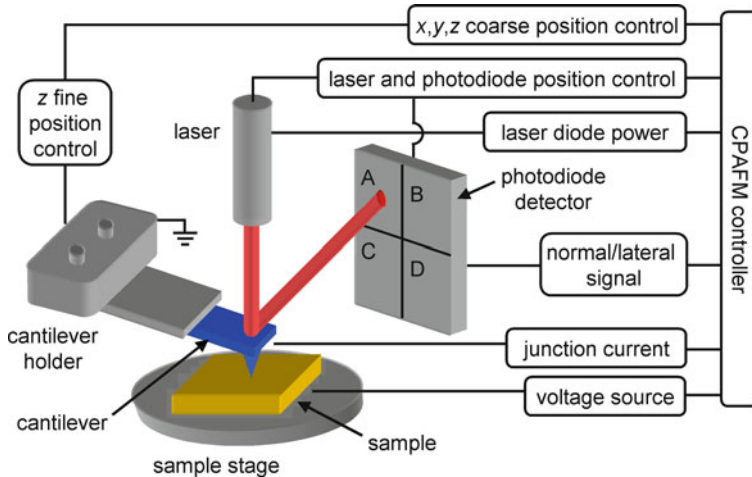 x,y,z coarse position control
z fine
position
control
laser and photodiode position control
laser
laser diode power
A
B
C
D
photodiode
detector
CPAFM controller
normal/lateral
signal
cantilever
holder
junction current
voltage source
cantilever
sample
sample stage